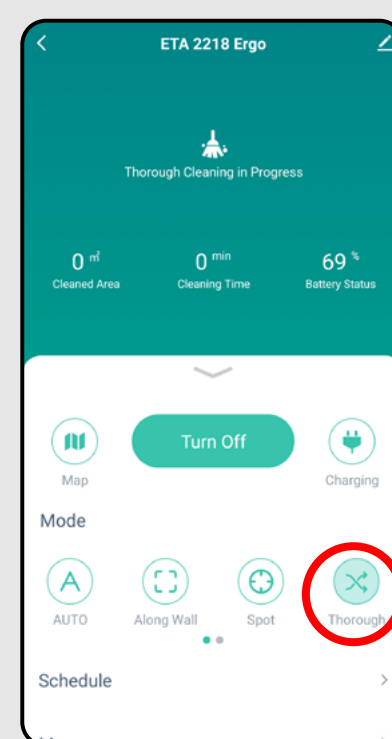 ETA 2218 Ergo
Thorough Cleaning in Progress
0 ㎡ 0 min 69 %
Cleaned Area Cleaning Time Battery Status
Turn Off
Map Charging
Mode
A
AUTO Along Wall Spot Thorough
Schedule